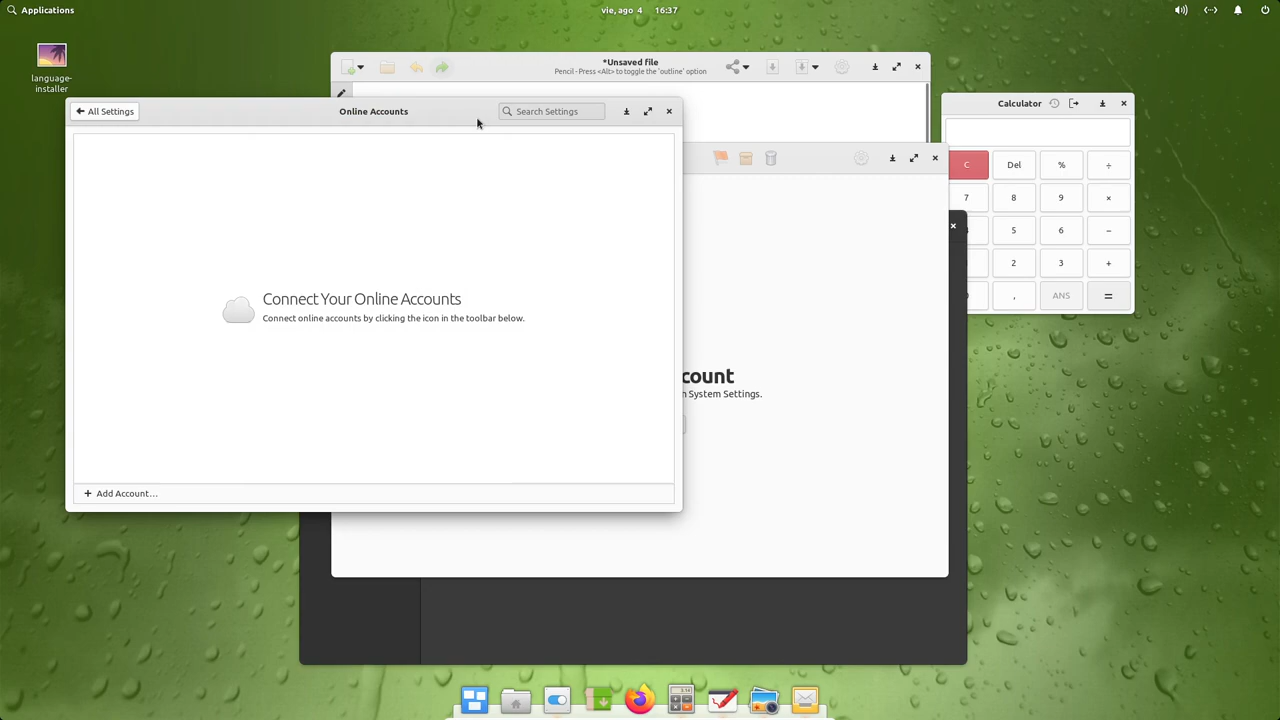 Applications
vie, ago 4 16:37
language-
installer
*Unsaved file
Pencil - Press <Alt> to toggle the 'outline' option
All Settings
Online Accounts
Search Settings
Connect Your Online Accounts
Connect online accounts by clicking the icon in the toolbar below.
+ Add Account…
count
System Settings.
Calculator
C Del % ÷
7 8 9 ×
5 6 −
2 3 +
, ANS =